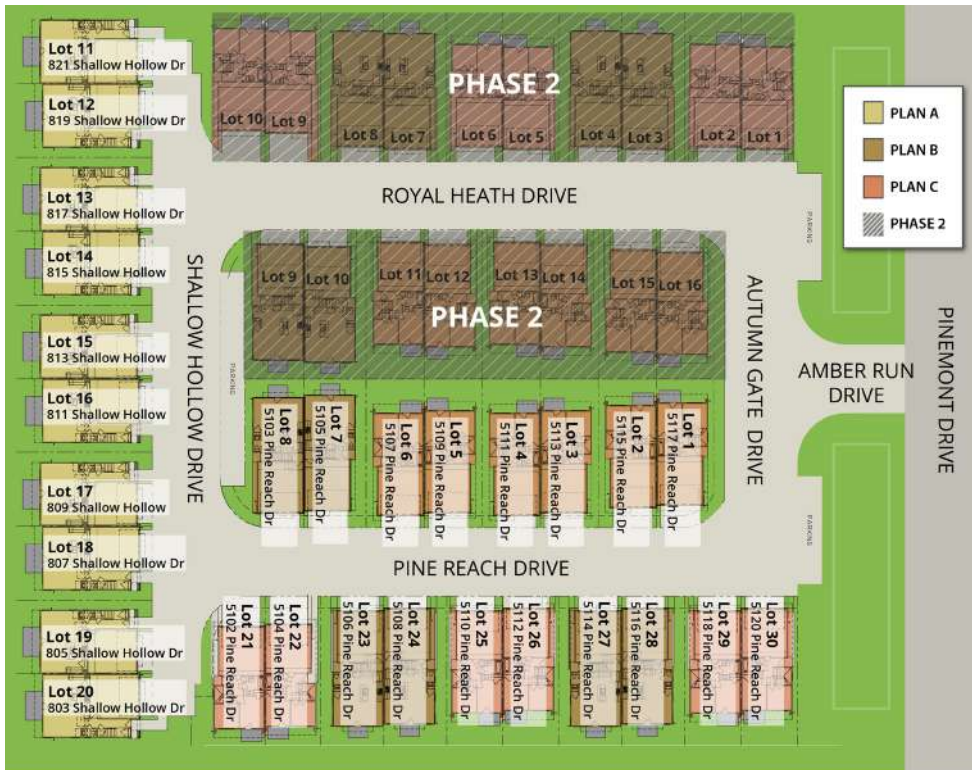 Lot 11
821 Shallow Hollow Dr
Lot 12
819 Shallow Hollow Dr
Lot 13
817 Shallow Hollow Dr
Lot 14
815 Shallow Hollow
Lot 15
813 Shallow Hollow
Lot 16
811 Shallow Hollow
Lot 17
809 Shallow Hollow
Lot 18
807 Shallow Hollow Dr
Lot 19
805 Shallow Hollow Dr
Lot 20
803 Shallow Hollow Dr
PHASE 2
Lot 10
Lot 9
Lot 8
Lot 7
Lot 6
Lot 5
Lot 4
Lot 3
Lot 2
Lot 1
ROYAL HEATH DRIVE
SHALLOW HOLLOW DRIVE
PARKING
Lot 9
Lot 10
Lot 11
Lot 12
Lot 13
Lot 14
Lot 15
Lot 16
PHASE 2
Lot 8
5103 Pine Reach Dr
Lot 7
5105 Pine Reach Dr
Lot 6
5107 Pine Reach Dr
Lot 5
5109 Pine Reach Dr
Lot 4
5111 Pine Reach Dr
Lot 3
5113 Pine Reach Dr
Lot 2
5115 Pine Reach Dr
Lot 1
5117 Pine Reach Dr
PINE REACH DRIVE
Lot 21
5102 Pine Reach Dr
Lot 22
5104 Pine Reach Dr
Lot 23
5106 Pine Reach Dr
Lot 24
5108 Pine Reach Dr
Lot 25
5110 Pine Reach Dr
Lot 26
5112 Pine Reach Dr
Lot 27
5114 Pine Reach Dr
Lot 28
5116 Pine Reach Dr
Lot 29
5118 Pine Reach Dr
Lot 30
5120 Pine Reach Dr
AUTUMN GATE DRIVE
PARKING
PARKING
AMBER RUN
DRIVE
PINEMONT DRIVE
PLAN A
PLAN B
PLAN C
PHASE 2